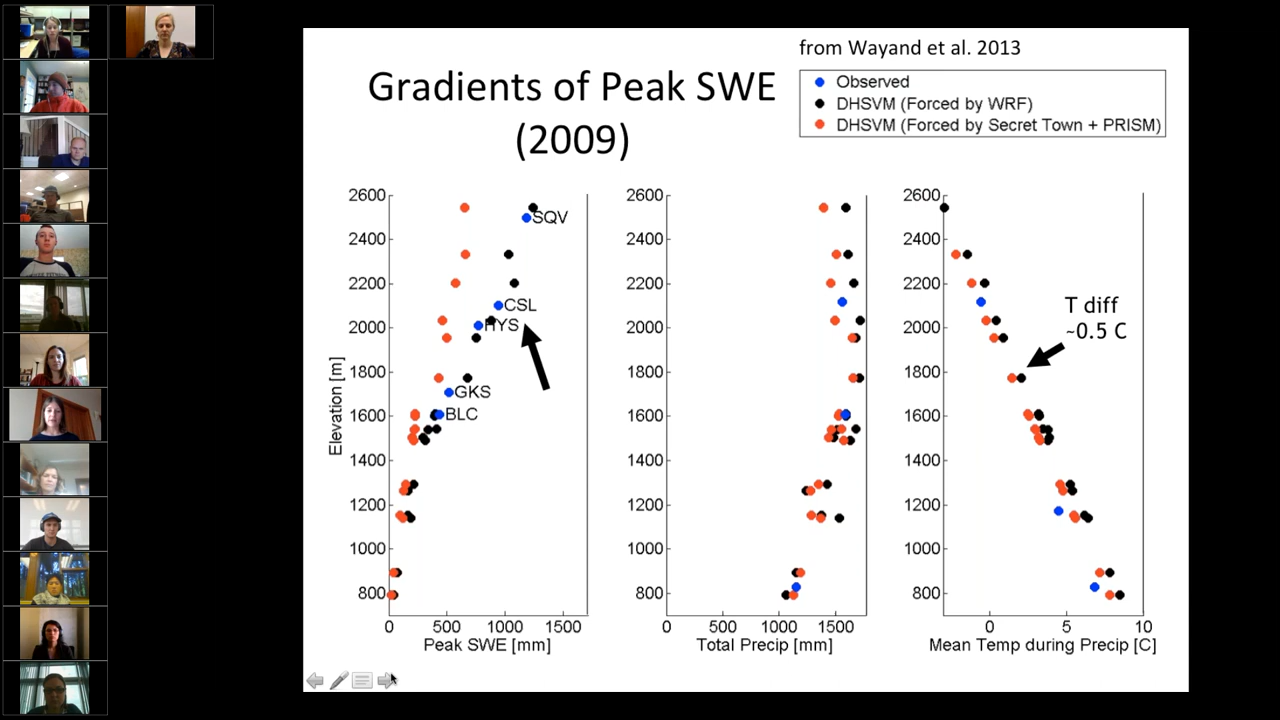 from Wayand et al. 2013
Gradients of Peak SWE
(2009)
Observed
DHSVM (Forced by WRF)
DHSVM (Forced by Secret Town + PRISM)
2600
2400
2200
2000
1800
1600
1400
1200
1000
800
Elevation [m]
SQV
CSL
HYS
GKS
BLC
0
500
1000
1500
Peak SWE [mm]
2600
2400
2200
2000
1800
1600
1400
1200
1000
800
0
500
1000
1500
Total Precip [mm]
2600
2400
2200
2000
1800
1600
1400
1200
1000
800
T diff
~0.5 C
0
5
10
Mean Temp during Precip [C]